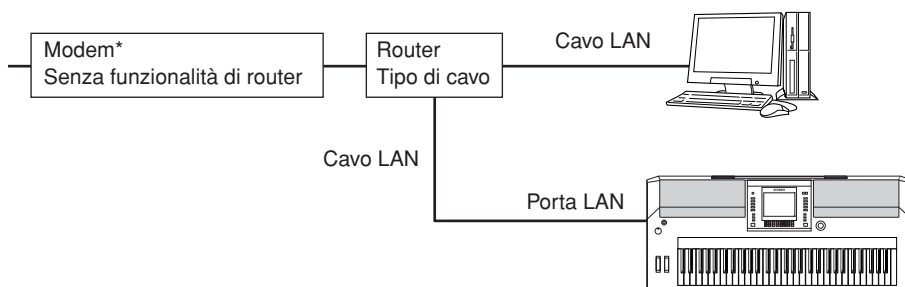 Modem*
Senza funzionalità di router
Router
Tipo di cavo
Cavo LAN
Cavo LAN
Porta LAN